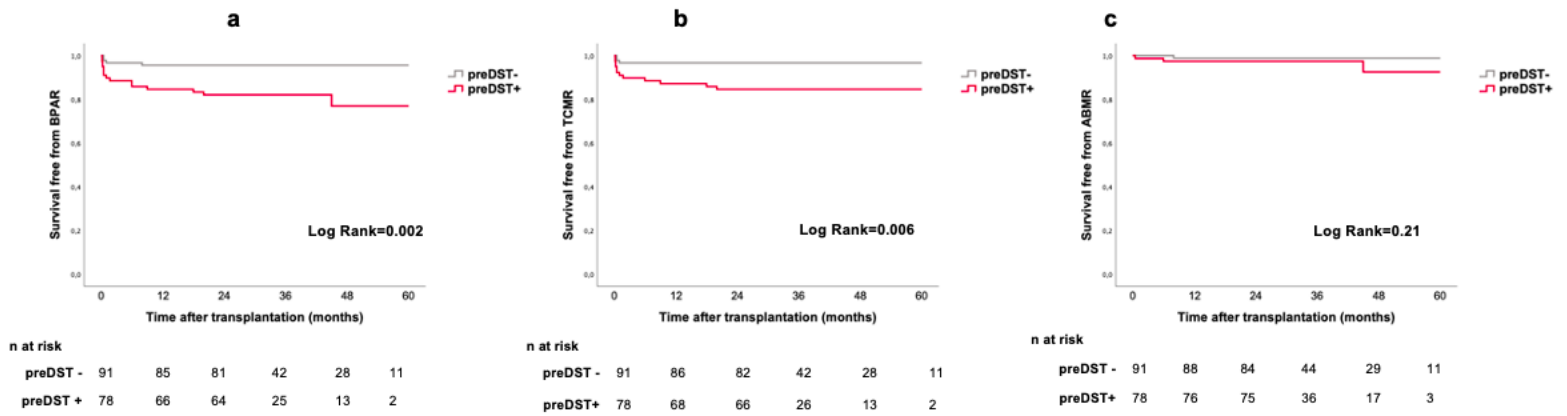 a
Survival free from BPAR
1,0
0,8
0,6
0,4
0,2
0,0
preDST-
preDST+
Log Rank=0.002
0 12 24 36 48 60
Time after transplantation (months)
n at risk
preDST - 91 85 81 42 28 11
preDST + 78 66 64 25 13 2
b
Survival free from TCMR
1,0
0,8
0,6
0,4
0,2
0,0
preDST-
preDST+
Log Rank=0.006
0 12 24 36 48 60
Time after transplantation (months)
n at risk
preDST - 91 86 82 42 28 11
preDST+ 78 68 66 26 13 2
c
Survival free from ABMR
1,0
0,8
0,6
0,4
0,2
0,0
preDST-
preDST+
Log Rank=0.21
0 12 24 36 48 60
Time after transplantation (months)
n at risk
preDST - 91 88 84 44 29 11
preDST+ 78 76 75 36 17 3